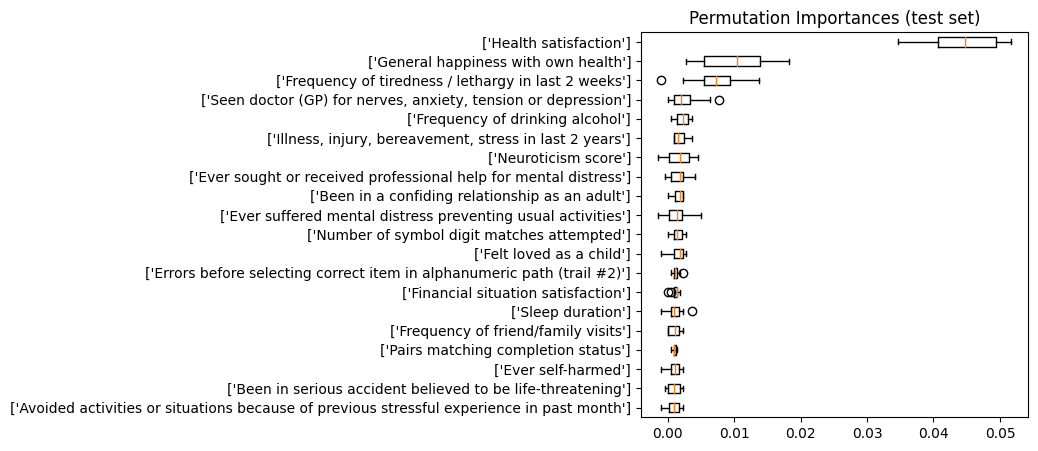 Permutation Importances (test set)
['Health satisfaction']
['General happiness with own health']
['Frequency of tiredness / lethargy in last 2 weeks']
['Seen doctor (GP) for nerves, anxiety, tension or depression']
['Frequency of drinking alcohol']
['Illness, injury, bereavement, stress in last 2 years']
['Neuroticism score']
['Ever sought or received professional help for mental distress']
['Been in a confiding relationship as an adult']
['Ever suffered mental distress preventing usual activities']
['Number of symbol digit matches attempted']
['Felt loved as a child']
['Errors before selecting correct item in alphanumeric path (trail #2)']
['Financial situation satisfaction']
['Sleep duration']
['Frequency of friend/family visits']
['Pairs matching completion status']
['Ever self-harmed']
['Been in serious accident believed to be life-threatening']
['Avoided activities or situations because of previous stressful experience in past month']
0.00 0.01 0.02 0.03 0.04 0.05